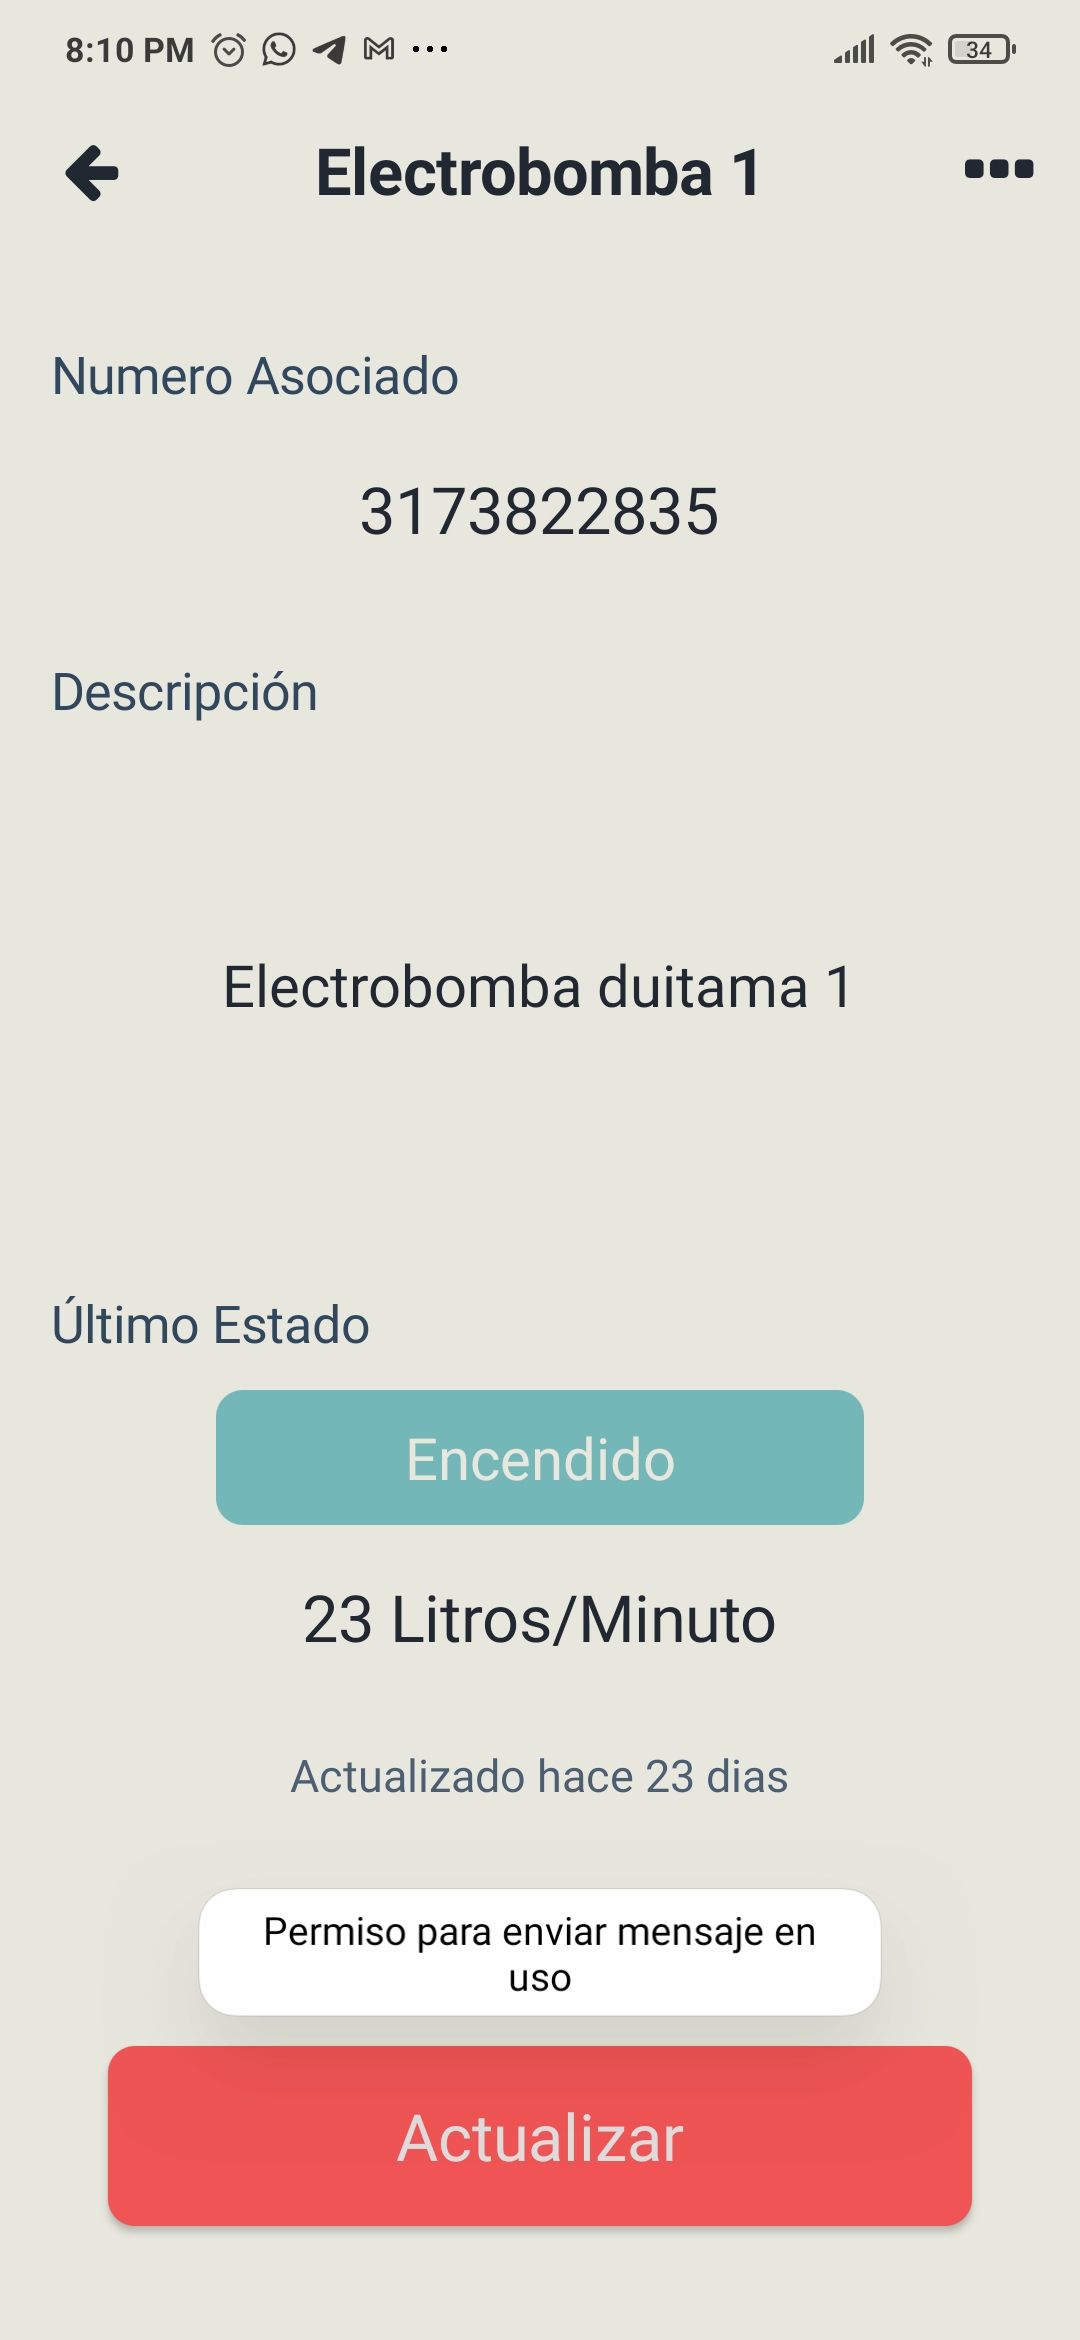 8:10 PM
34
Electrobomba 1
Numero Asociado
3173822835
Descripción
Electrobomba duitama 1
Último Estado
Encendido
23 Litros/Minuto
Actualizado hace 23 dias
Permiso para enviar mensaje en
uso
Actualizar